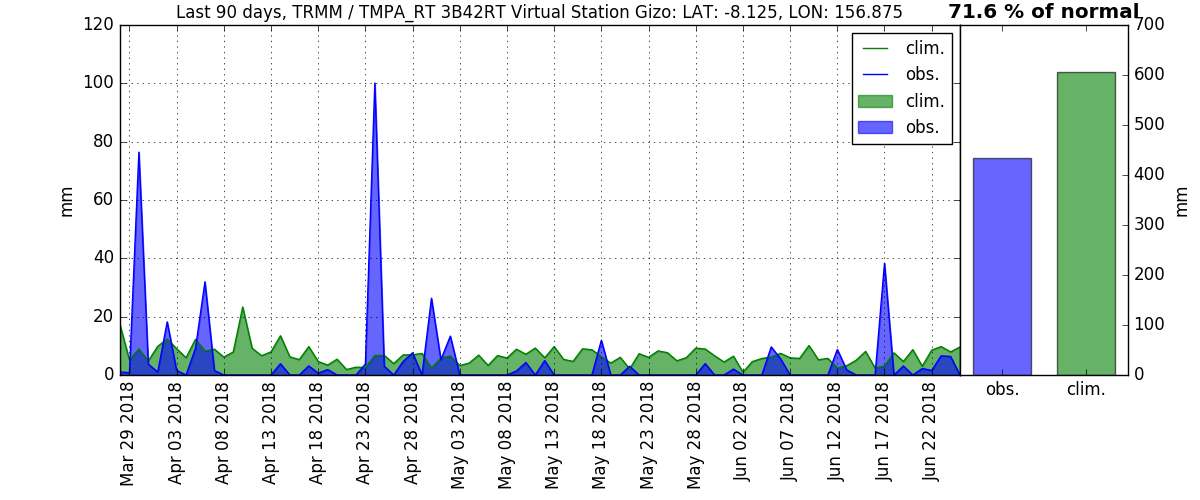 Last 90 days, TRMM / TMPA_RT 3B42RT Virtual Station Gizo: LAT: -8.125, LON: 156.875
71.6 % of normal
mm
120
100
80
60
40
20
0
clim.
obs.
clim.
obs.
Mar 29 2018
Apr 03 2018
Apr 08 2018
Apr 13 2018
Apr 18 2018
Apr 23 2018
Apr 28 2018
May 03 2018
May 08 2018
May 13 2018
May 18 2018
May 23 2018
May 28 2018
Jun 02 2018
Jun 07 2018
Jun 12 2018
Jun 17 2018
Jun 22 2018
obs.
clim.
700
600
500
400
300
200
100
0
mm